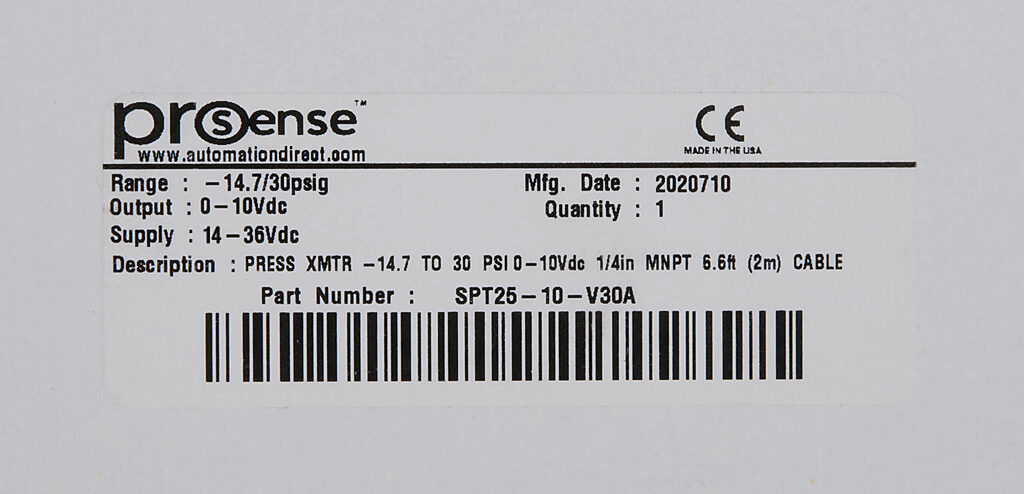 prosense™
www.automationdirect.com
CE
MADE IN THE USA
Range : -14.7/30psig
Mfg. Date : 2020710
Output : 0-10Vdc
Quantity : 1
Supply : 14-36Vdc
Description : PRESS XMTR -14.7 TO 30 PSI 0-10Vdc 1/4in MNPT 6.6ft (2m) CABLE
Part Number : SPT25-10-V30A